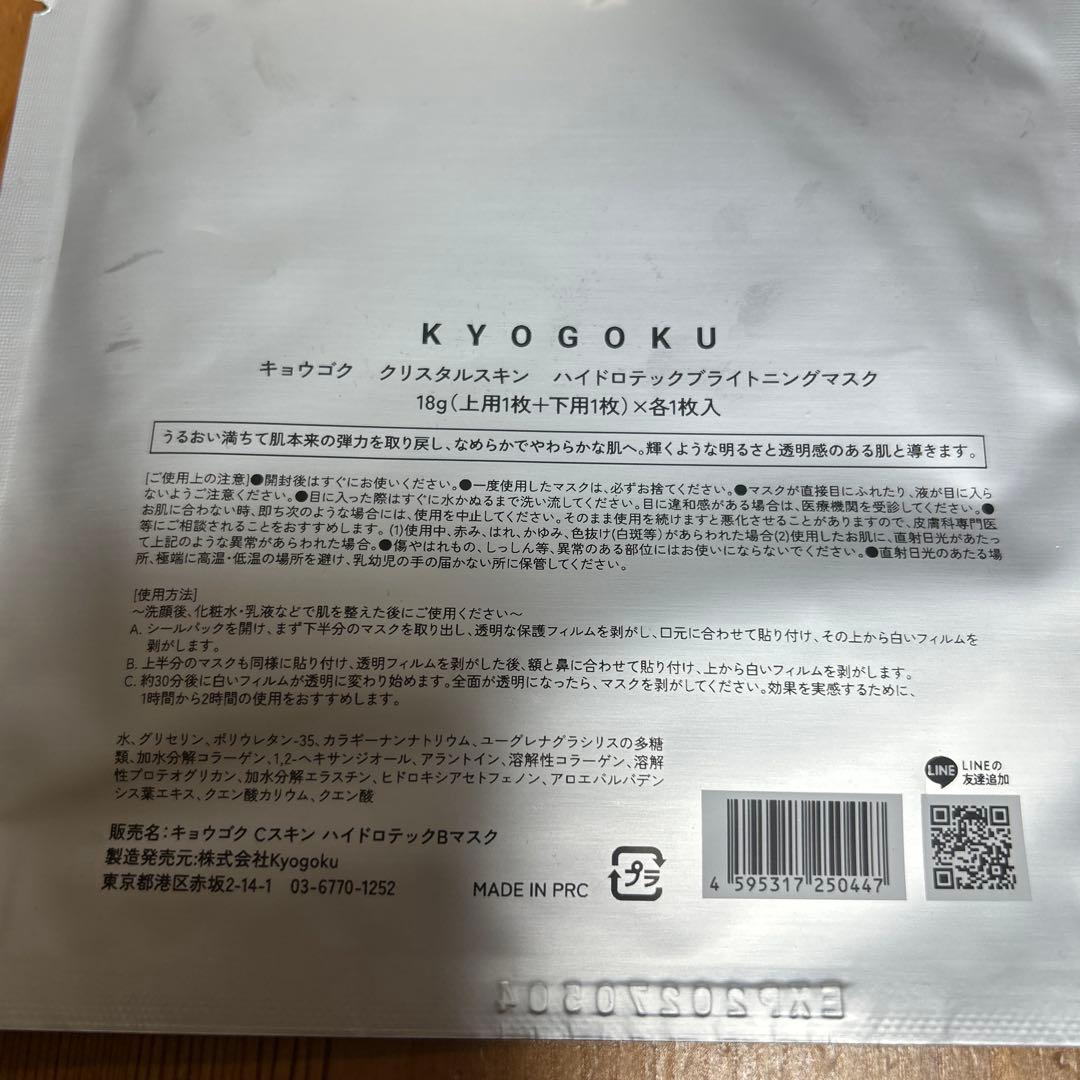 KYOGOKU
キョウゴク クリスタルスキン ハイドロテックブライトニングマスク
18g(上用1枚+下用1枚)×各1枚入
うるおい満ちて肌本来の弾力を取り戻し、なめらかでやわらかな肌へ。輝くような明るさと透明感のある肌と導きます。
[ご使用上の注意]●開封後はすぐにお使いください。●一度使用したマスクは、必ずお捨てください。●マスクが直接目にふれたり、液が目に入ら
ないようご注意ください。●目に入った際はすぐに水かぬるまで洗い流してください。目に違和感がある場合は、医療機関を受診してください。●
お肌に合わない時、即ち次のような場合には、使用を中止してください。そのまま使用を続けますと悪化させることがありますので、皮膚科専門医
等にご相談されることをおすすめします。(1)使用中、赤み、はれ、かゆみ、色抜け(白斑等)があらわれた場合(2)使用したお肌に、直射日光があたっ
て上記のような異常があらわれた場合。●傷やはれもの、しっしん等、異常のある部位にはお使いにならないでください。●直射日光のあたる場
所、極端に高温・低温の場所を避け、乳幼児の手の届かない所に保管してください。
[使用方法]
～洗顔後、化粧水・乳液などで肌を整えた後にご使用ください～
A. シールパックを開け、まず下半分のマスクを取り出し、透明な保護フィルムを剥がし、口元に合わせて貼り付け、その上から白いフィルムを
剥がします。
B. 上半分のマスクも同様に貼り付け、透明フィルムを剥がした後、額と鼻に合わせて貼り付け、上から白いフィルムを剥がします。
C. 約30分後に白いフィルムが透明に変わり始めます。全面が透明になったら、マスクを剥がしてください。効果を実感するために、
1時間から2時間の使用をおすすめします。
水、グリセリン、ポリウレタン-35、カラギーナンナトリウム、ユーグレナグラシリスの多糖
類、加水分解コラーゲン、1,2-ヘキサンジオール、アラントイン、溶解性コラーゲン、溶解
性プロテオグリカン、加水分解エラスチン、ヒドロキシアセトフェノン、アロエバルバデン
シス葉エキス、クエン酸カリウム、クエン酸
LINE
LINEの
友達追加
販売名:キョウゴク Cスキン ハイドロテックBマスク
製造発売元:株式会社Kyogoku
東京都港区赤坂2-14-1 03-6770-1252
MADE IN PRC
プラ
4 595317 250447
EXP20270504